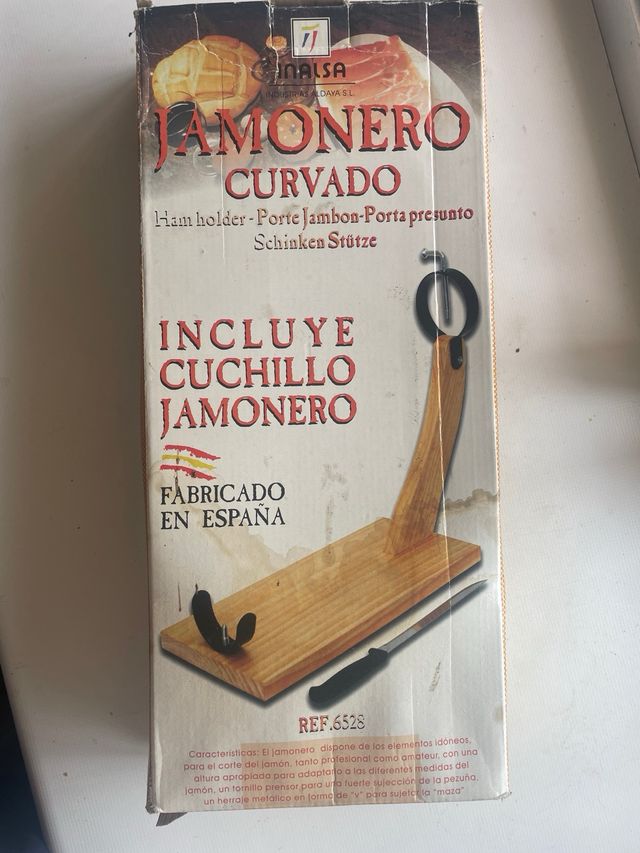 INALSA
INDUSTRIAS ALDAYA S.L.
JAMONERO
CURVADO
Ham holder - Porte Jambon-Porta presunto
Schinken Stütze
INCLUYE
CUCHILLO
JAMONERO
FABRICADO
EN ESPAÑA
REF.6528
Características: El jamonero dispone de los elementos idóneos,
para el corte del jamón, tanto profesional como amateur, con una
altura apropiada para adaptarlo a las diferentes medidas del
jamón, un tornillo prensor para una fuerte sujección de la pezuña,
un herraje metálico en forma de "v" para sujetar la "maza"